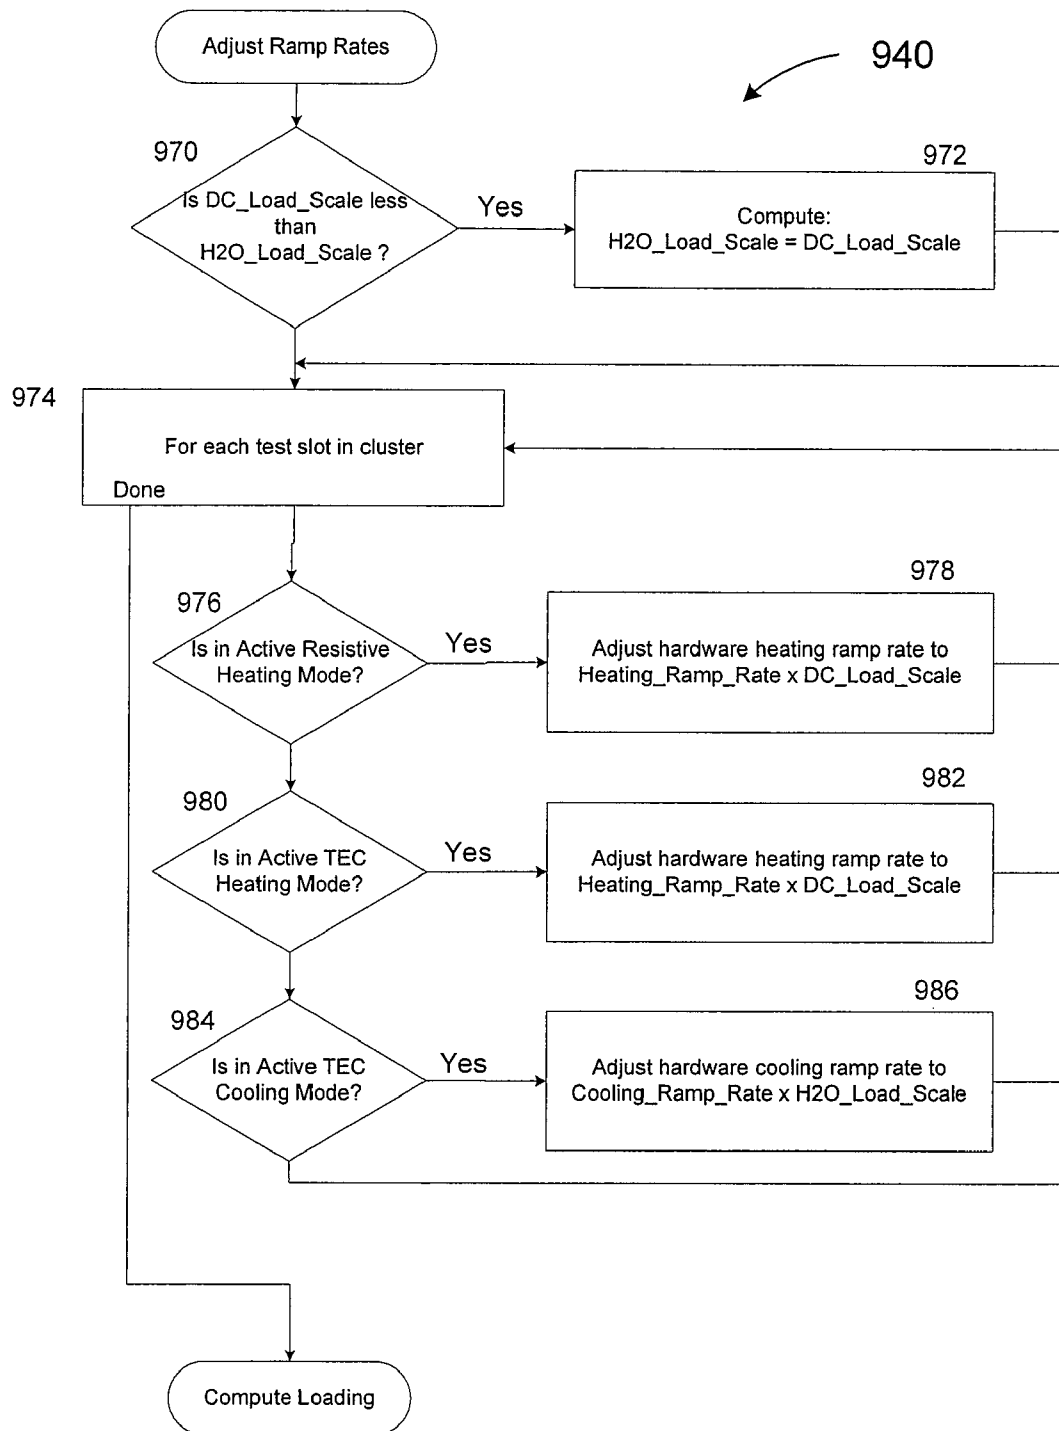 Adjust Ramp Rates
940
970
Is DC_Load_Scale less
than
H2O_Load_Scale ?
Yes
972
Compute:
H2O_Load_Scale = DC_Load_Scale
974
For each test slot in cluster
Done
976
Is in Active Resistive
Heating Mode?
Yes
978
Adjust hardware heating ramp rate to
Heating_Ramp_Rate x DC_Load_Scale
980
Is in Active TEC
Heating Mode?
Yes
982
Adjust hardware heating ramp rate to
Heating_Ramp_Rate x DC_Load_Scale
984
Is in Active TEC
Cooling Mode?
Yes
986
Adjust hardware cooling ramp rate to
Cooling_Ramp_Rate x H2O_Load_Scale
Compute Loading